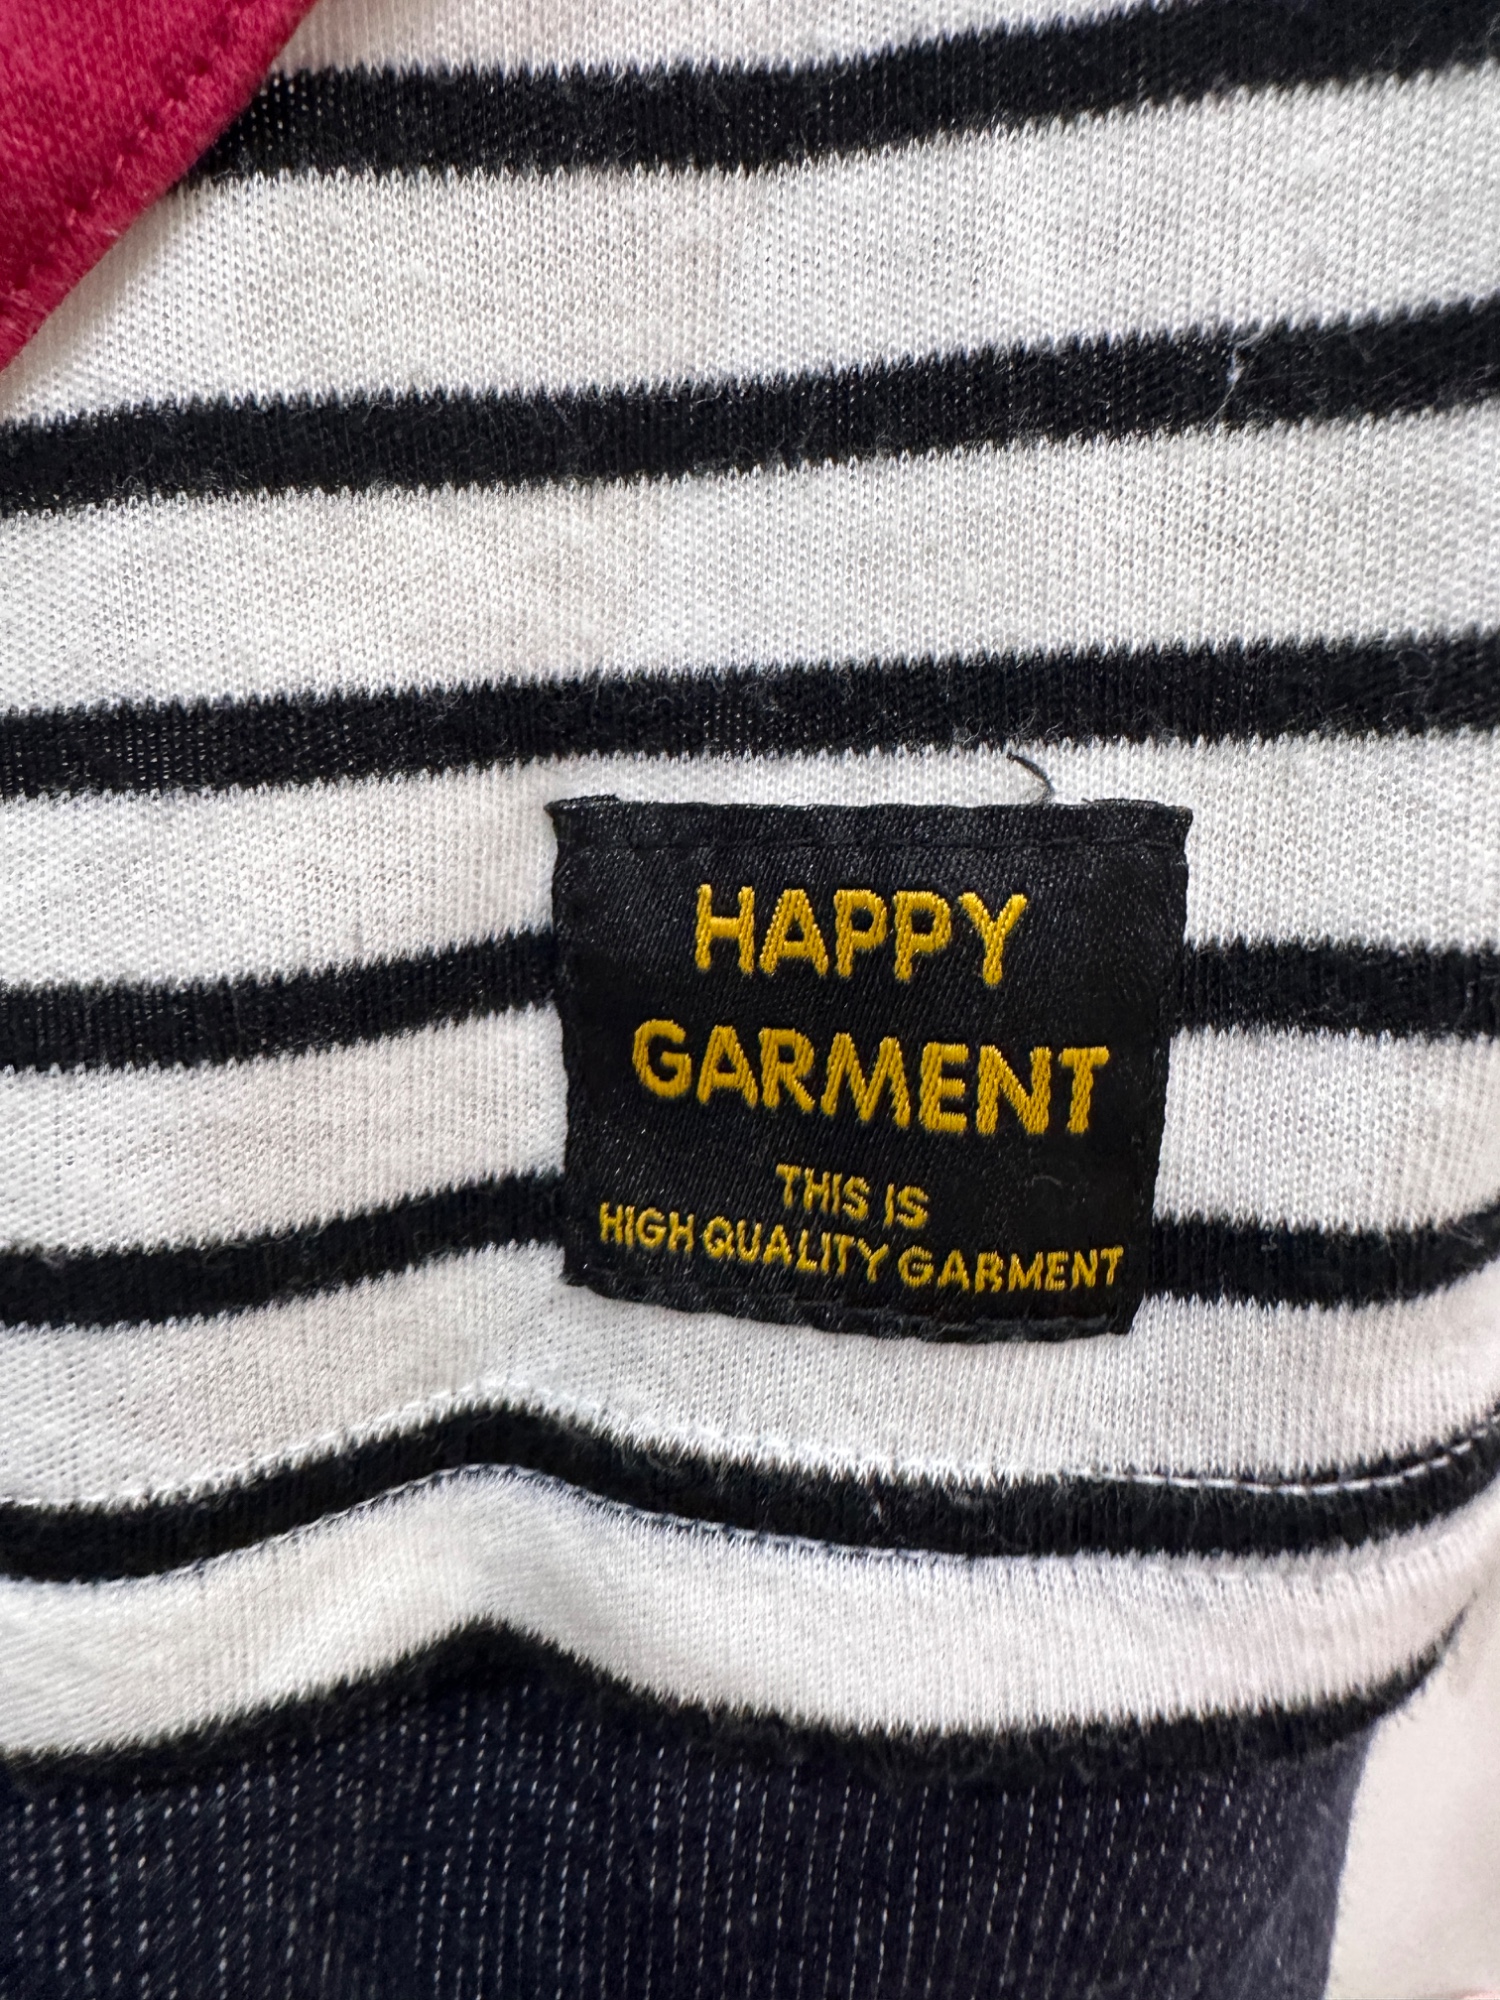 HAPPY
GARMENT
THIS IS
HIGH QUALITY GARMENT